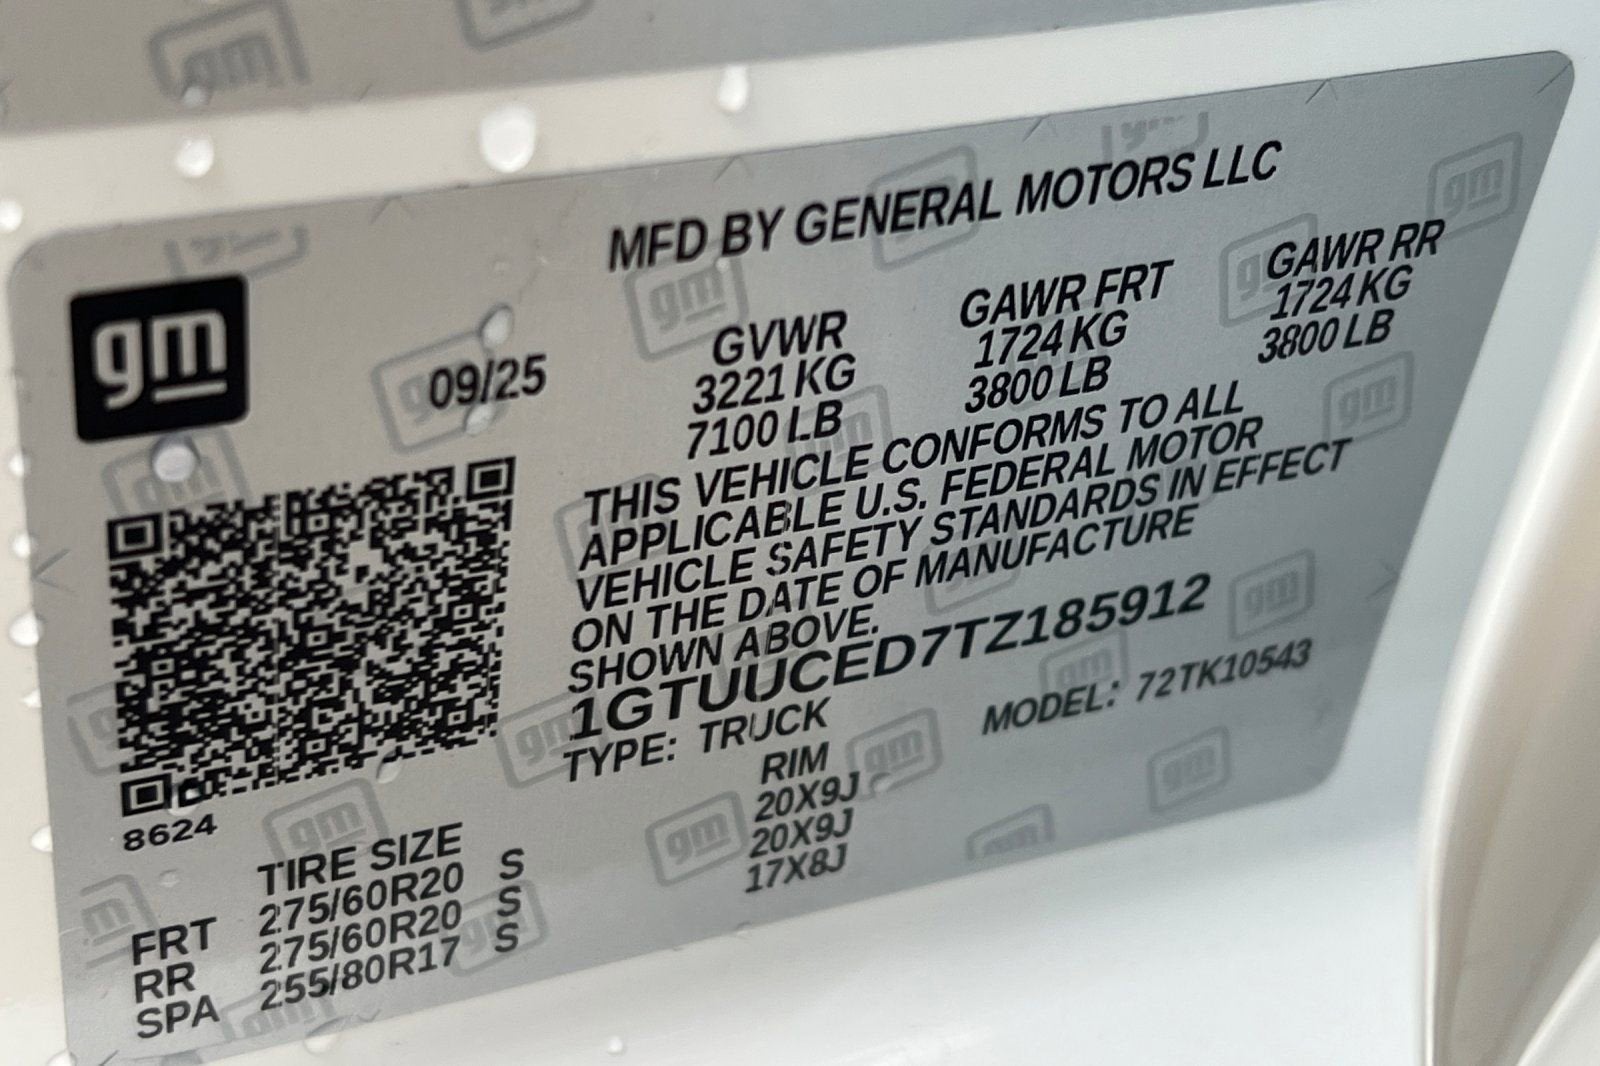 MFD BY GENERAL MOTORS LLC
gm
09/25
GVWR
3221 KG
7100 LB
GAWR FRT
1724 KG
3800 LB
GAWR RR
1724 KG
3800 LB
THIS VEHICLE CONFORMS TO ALL
APPLICABLE U.S. FEDERAL MOTOR
VEHICLE SAFETY STANDARDS IN EFFECT
ON THE DATE OF MANUFACTURE
SHOWN ABOVE.
1GTUUCED7TZ185912
TYPE: TRUCK
MODEL: 72TK10543
8624
TIRE SIZE
RIM
FRT 275/60R20 S 20X9J
RR 275/60R20 S 20X9J
SPA 255/80R17 S 17X8J